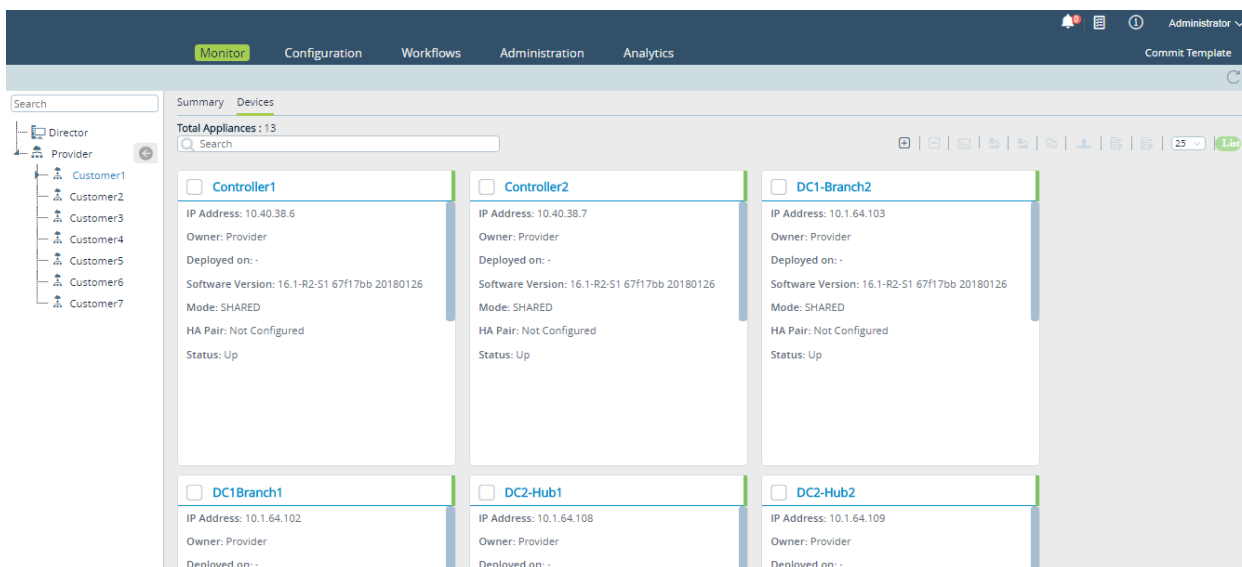 0
Administrator
Monitor Configuration Workflows Administration Analytics Commit Template
Search
Summary Devices
Director
Provider
Customer1
Customer2
Customer3
Customer4
Customer5
Customer6
Customer7
Total Appliances : 13
Search
25
List
Controller1
IP Address: 10.40.38.6
Owner: Provider
Deployed on: -
Software Version: 16.1-R2-S1 67f17bb 20180126
Mode: SHARED
HA Pair: Not Configured
Status: Up
Controller2
IP Address: 10.40.38.7
Owner: Provider
Deployed on: -
Software Version: 16.1-R2-S1 67f17bb 20180126
Mode: SHARED
HA Pair: Not Configured
Status: Up
DC1-Branch2
IP Address: 10.1.64.103
Owner: Provider
Deployed on: -
Software Version: 16.1-R2-S1 67f17bb 20180126
Mode: SHARED
HA Pair: Not Configured
Status: Up
DC1Branch1
IP Address: 10.1.64.102
Owner: Provider
Deployed on: -
DC2-Hub1
IP Address: 10.1.64.108
Owner: Provider
Deployed on: -
DC2-Hub2
IP Address: 10.1.64.109
Owner: Provider
Deployed on: -